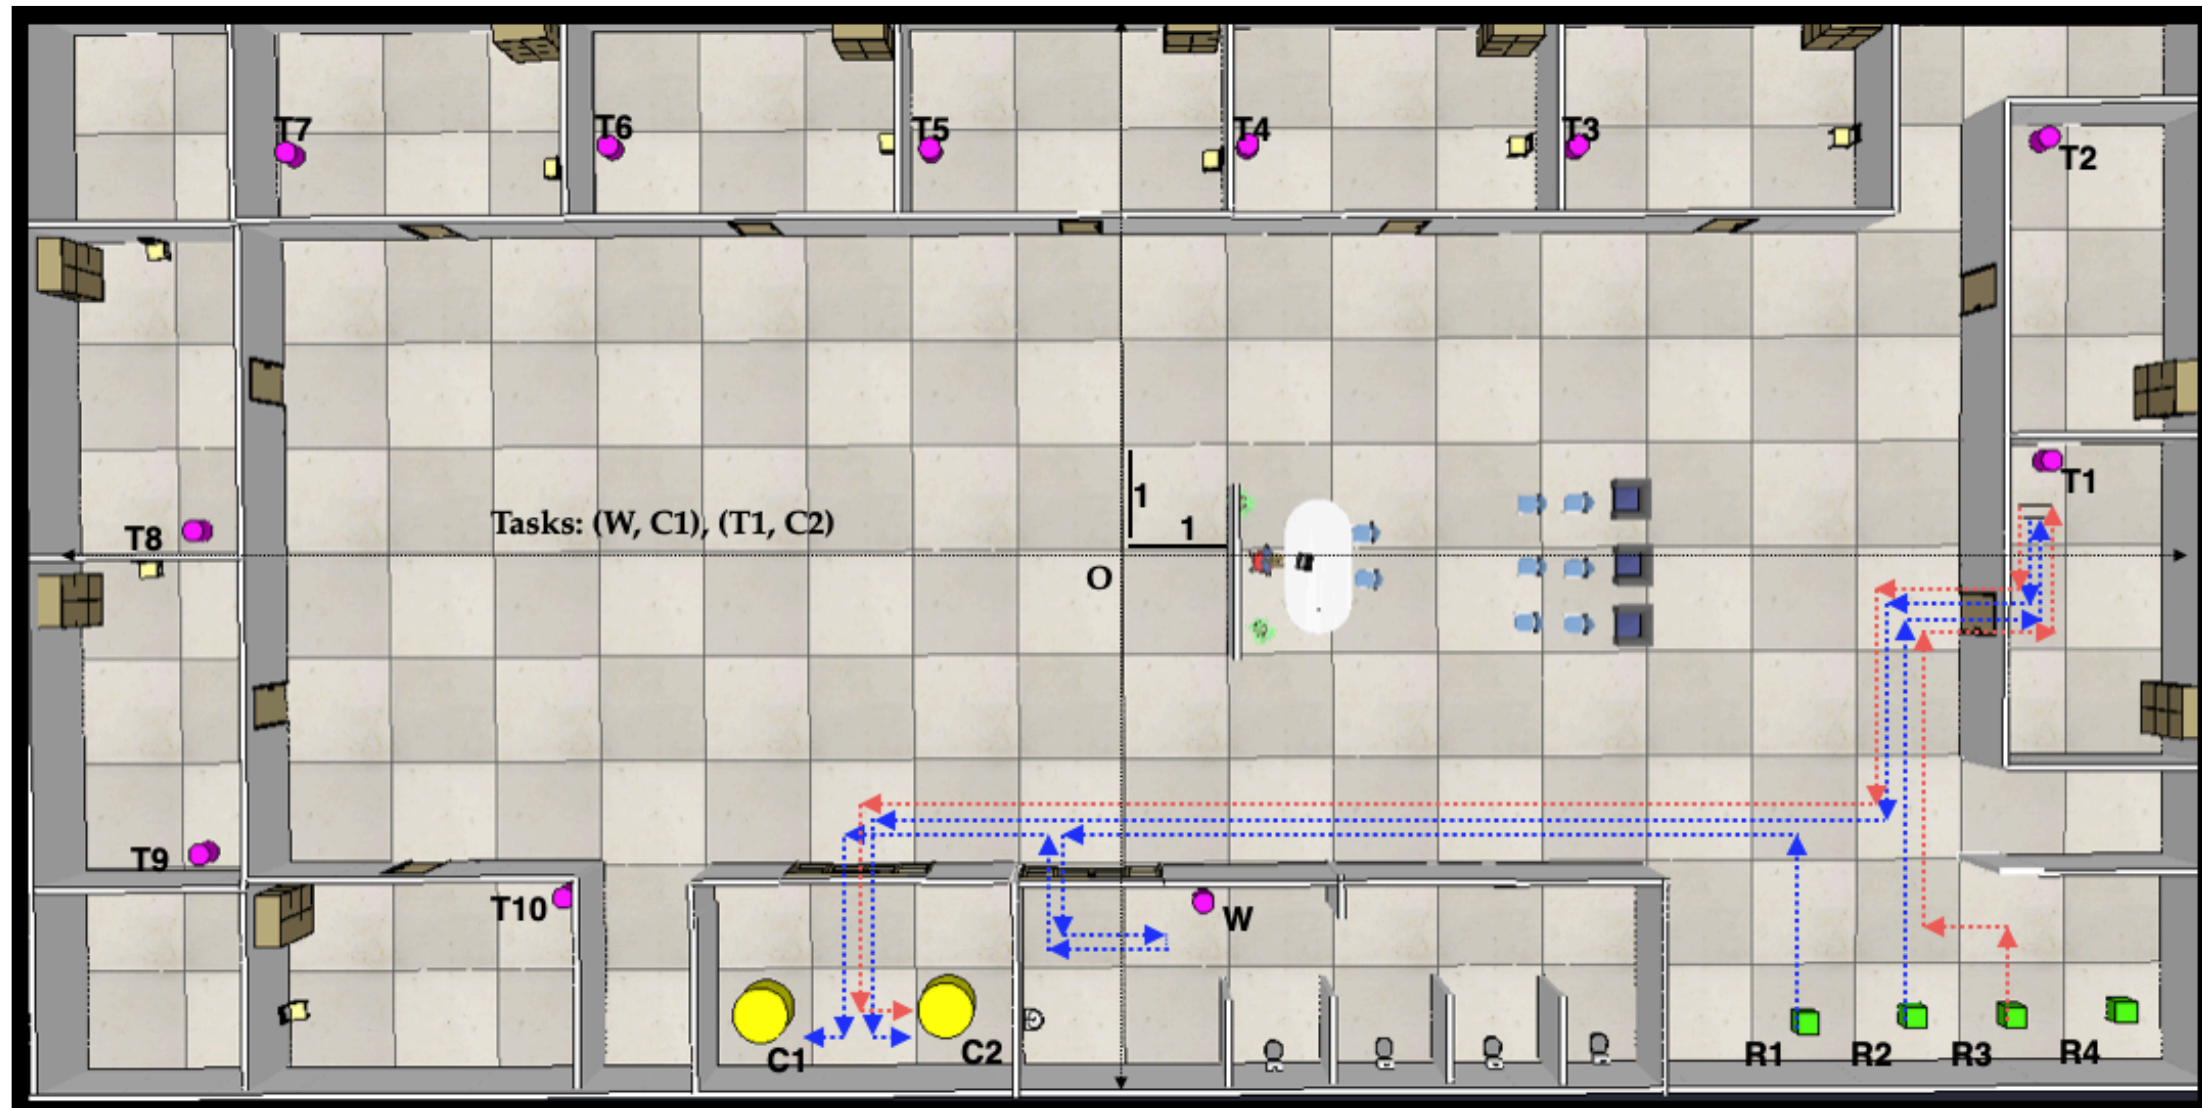 T7
T6
T5
T4
T3
T2
T1
1
1
Tasks: (W, C1), (T1, C2)
T8
O
T9
T10
W
C1
C2
R1
R2
R3
R4